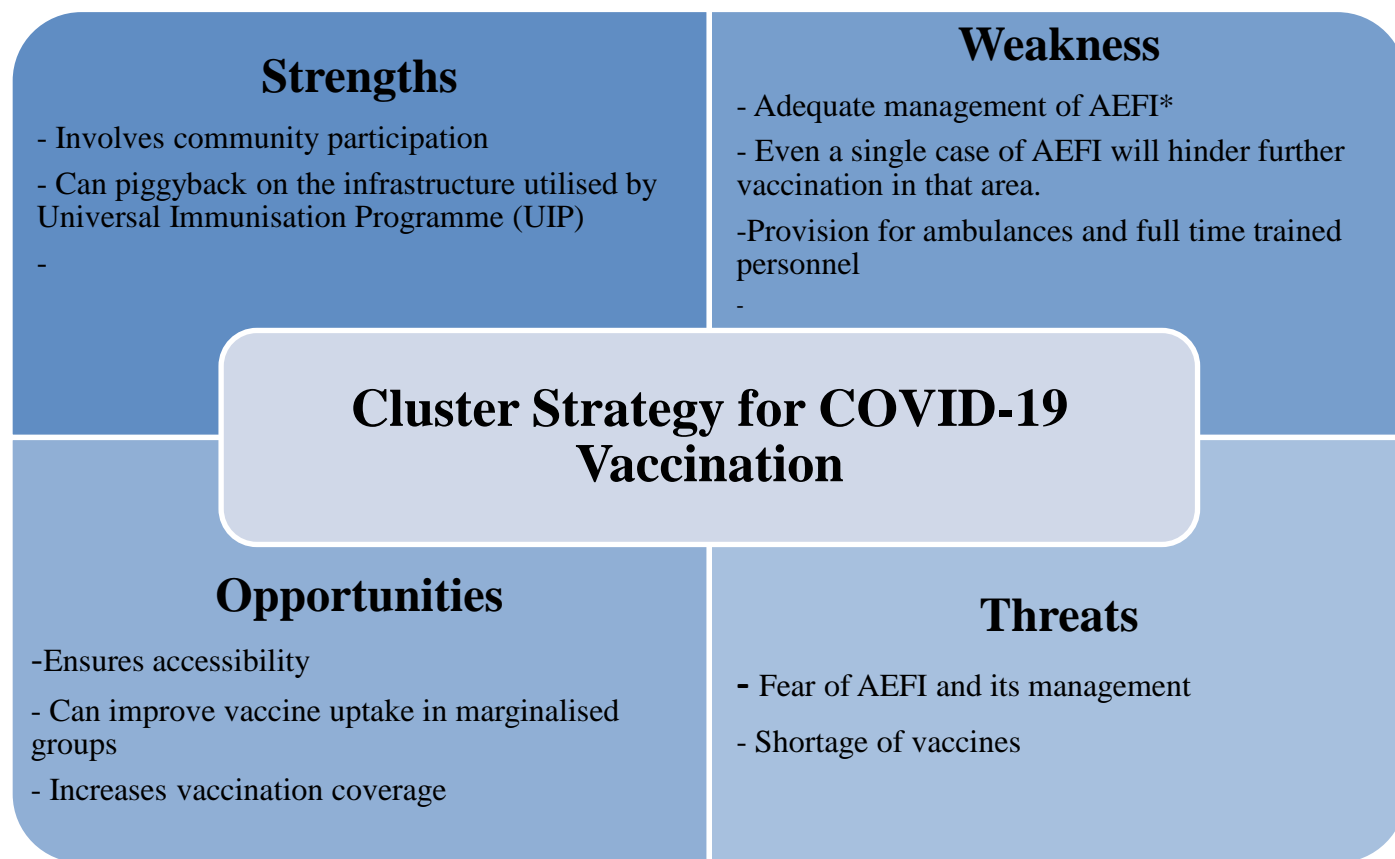 Strengths
- Involves community participation
- Can piggyback on the infrastructure utilised by
Universal Immunisation Programme (UIP)
-
Weakness
- Adequate management of AEFI*
- Even a single case of AEFI will hinder further
vaccination in that area.
-Provision for ambulances and full time trained
personnel
-
Cluster Strategy for COVID-19
Vaccination
Opportunities
-Ensures accessibility
- Can improve vaccine uptake in marginalised
groups
- Increases vaccination coverage
Threats
- Fear of AEFI and its management
- Shortage of vaccines